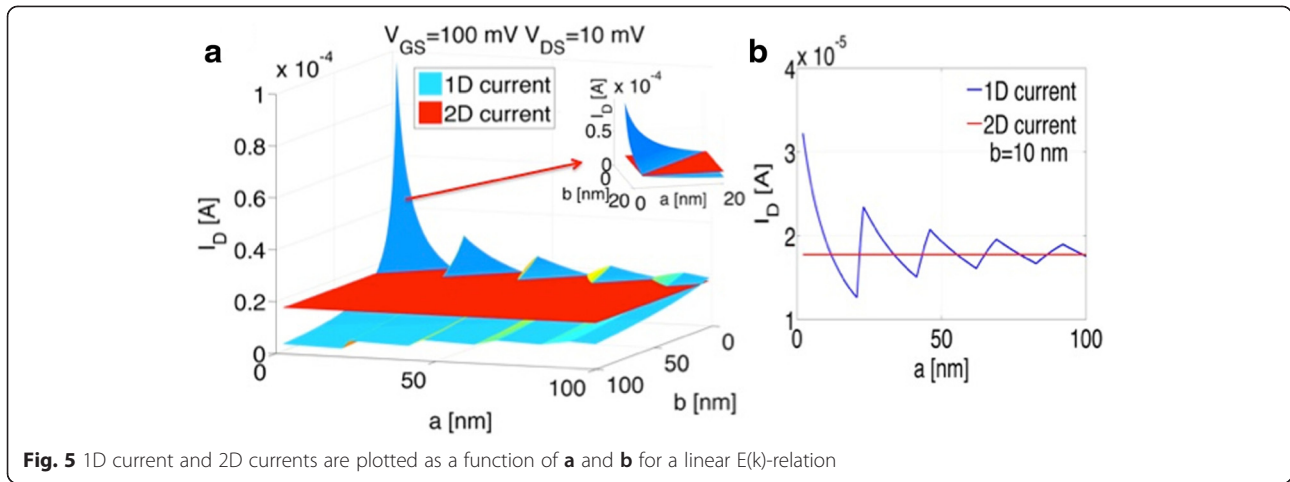 a
V_GS=100 mV V_DS=10 mV
x 10^-4
1
0.8
0.6
0.4
0.2
0
I_D [A]
1D current
2D current
x 10^-4
I_D [A]
0.5
0
0
b [nm]
20
0
a [nm]
20
0
50
100
a [nm]
0
50
100
b [nm]
b
x 10^-5
4
3
2
1
I_D [A]
1D current
2D current
b=10 nm
0
50
100
a [nm]
Fig. 5 1D current and 2D currents are plotted as a function of a and b for a linear E(k)-relation